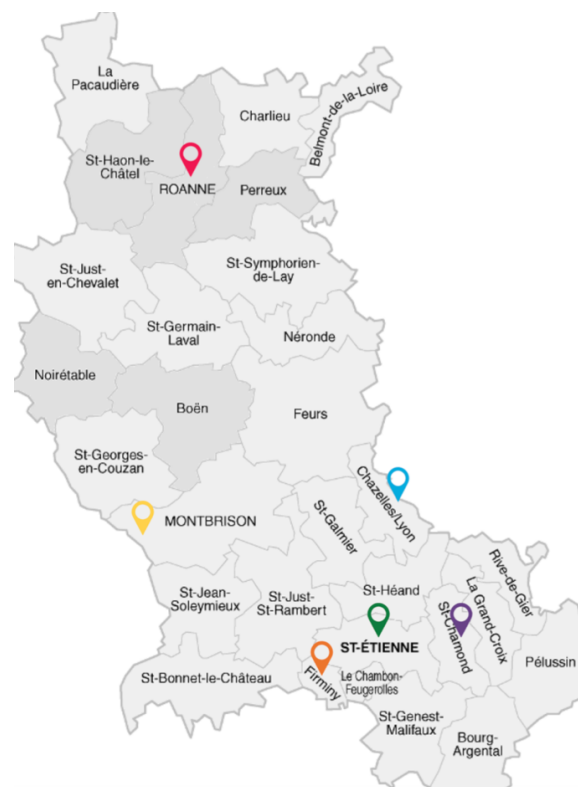 La
Pacaudière
Charlieu
Belmont-de-la-Loire
St-Haon-le-
Châtel
ROANNE
Perreux
St-Just-
en-Chevalet
St-Symphorien-
de-Lay
St-Germain-
Laval
Néronde
Noirétable
Boën
Feurs
St-Georges-
en-Couzan
Chazelles/Lyon
MONTBRISON
St-Galmier
Rive-de-Gier
St-Jean-
Soleymieux
St-Just-
St-Rambert
St-Héand
St-Chamond
La Grand-Croix
ST-ÉTIENNE
Pélussin
St-Bonnet-le-Château
Firminy
Le Chambon-
Feugerolles
St-Genest-
Malifaux
Bourg-
Argental